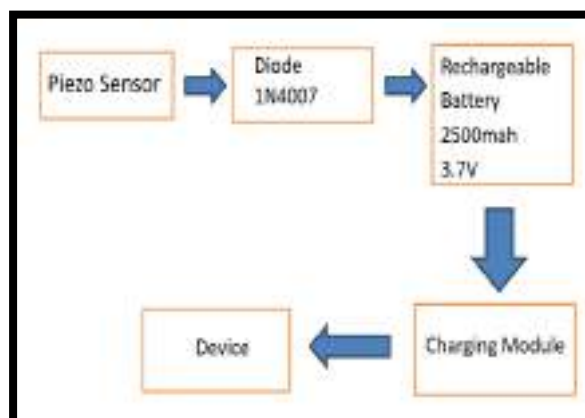 Piezo Sensor
Diode
1N4007
Rechargeable
Battery
2500mah
3.7V
Device
Charging Module